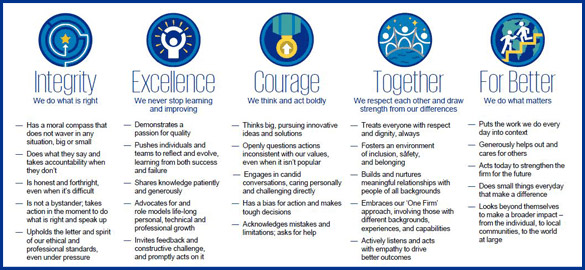 Integrity
We do what is right
— Has a moral compass that
does not waver in any
situation, big or small
— Does what they say and
takes accountability when
they don't
— Is honest and forthright,
even when it's difficult
— Is not a bystander; takes
action in the moment to do
what is right and speak up
— Upholds the letter and spirit
of our ethical and
professional standards,
even under pressure
Excellence
We never stop learning
and improving
— Demonstrates a
passion for quality
— Pushes individuals and
teams to reflect and evolve,
learning from both success
and failure
— Shares knowledge patiently
and generously
— Advocates for and
role models life-long
personal, technical and
professional growth
— Invites feedback and
constructive challenge,
and promptly acts on it
Courage
We think and act boldly
— Thinks big, pursuing innovative
ideas and solutions
— Openly questions actions
inconsistent with our values,
even when it isn't popular
— Engages in candid
conversations, caring personally
and challenging directly
— Has a bias for action and makes
tough decisions
— Acknowledges mistakes and
limitations; asks for help
Together
We respect each other and draw
strength from our differences
— Treats everyone with respect
and dignity, always
— Fosters an environment
of inclusion, safety,
and belonging
— Builds and nurtures
meaningful relationships with
people of all backgrounds
— Embraces our 'One Firm'
approach, involving those with
different backgrounds,
experiences, and capabilities
— Actively listens and acts
with empathy to drive
better outcomes
For Better
We do what matters
— Puts the work we do every
day into context
— Generously helps out and
cares for others
— Acts today to strengthen the
firm for the future
— Does small things everyday
that make a difference
— Looks beyond themselves
to make a broader impact –
from the individual, to local
communities, to the world
at large